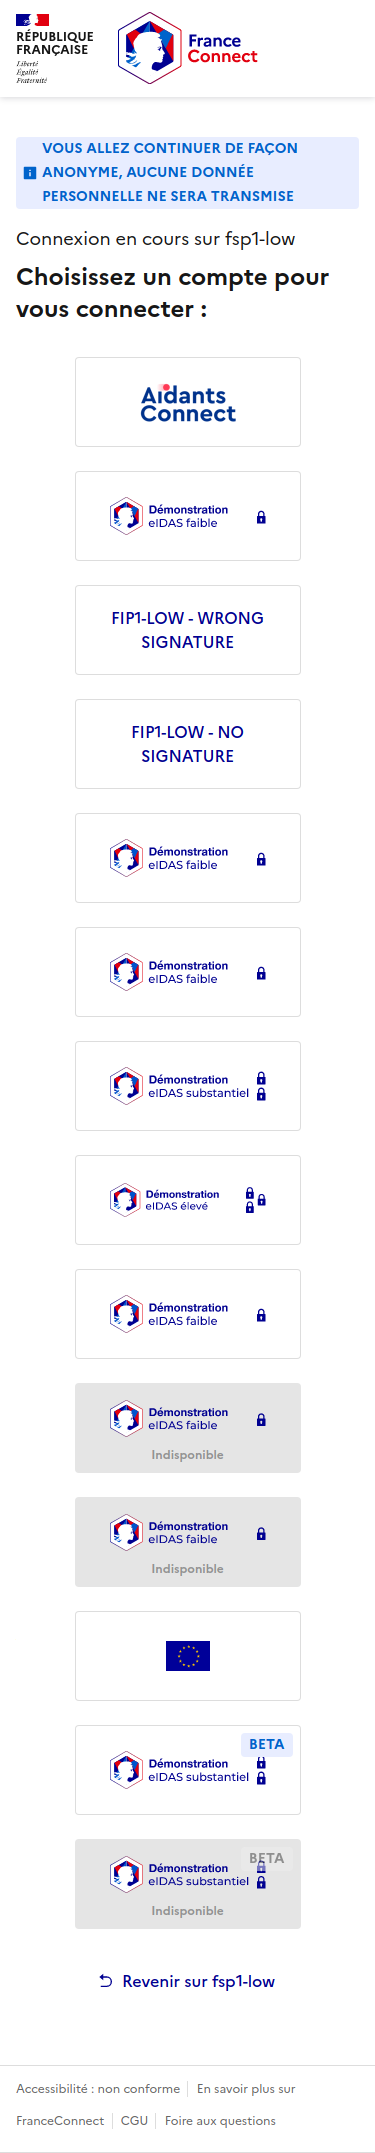 RÉPUBLIQUE
FRANÇAISE
Liberté
Égalité
Fraternité
France
Connect
VOUS ALLEZ CONTINUER DE FAÇON
ANONYME, AUCUNE DONNÉE
PERSONNELLE NE SERA TRANSMISE
Connexion en cours sur fsp1-low
Choisissez un compte pour
vous connecter :
Aidants
Connect
Démonstration
eIDAS faible
FIP1-LOW - WRONG
SIGNATURE
FIP1-LOW - NO
SIGNATURE
Démonstration
eIDAS faible
Démonstration
eIDAS faible
Démonstration
eIDAS substantiel
Démonstration
eIDAS élevé
Démonstration
eIDAS faible
Démonstration
eIDAS faible
Indisponible
Démonstration
eIDAS faible
Indisponible
BETA
Démonstration
eIDAS substantiel
BETA
Démonstration
eIDAS substantiel
Indisponible
Revenir sur fsp1-low
Accessibilité : non conforme En savoir plus sur
FranceConnect CGU Foire aux questions